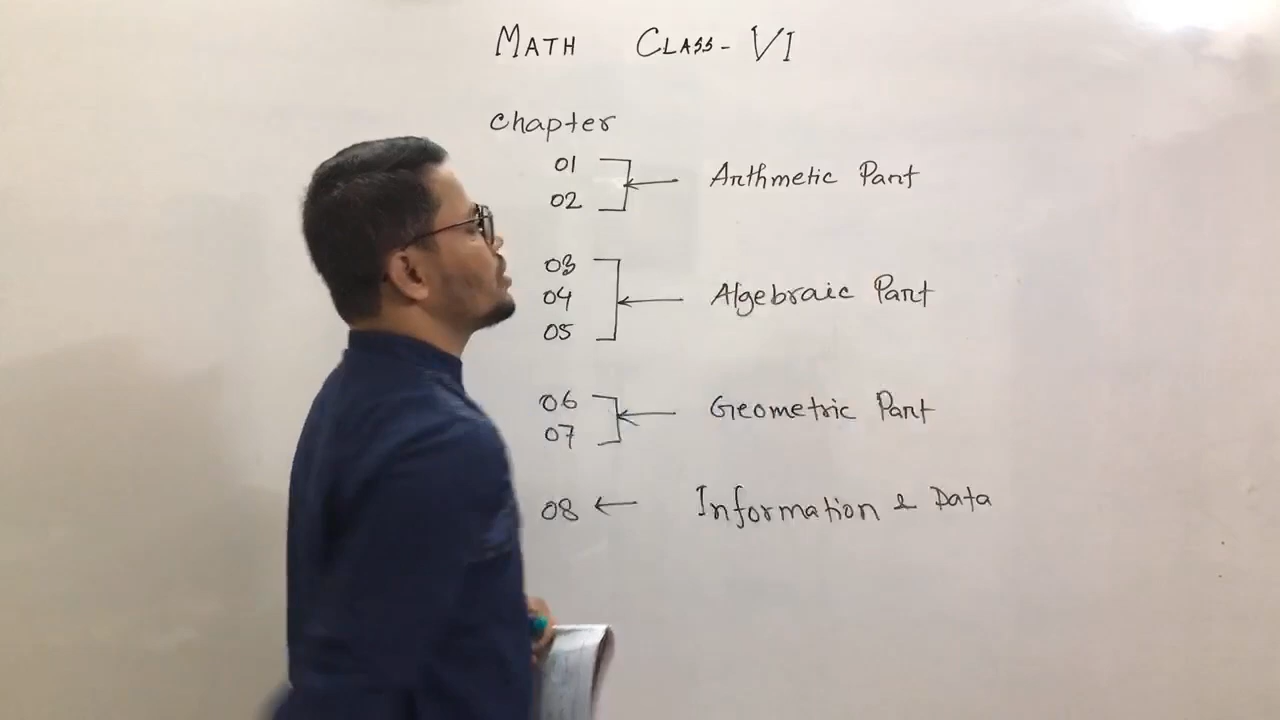 MATH CLASS- VI
Chapter
01
02
Arthmetic Part
03
04
05
Algebraic Part
06
07
Geometric Part
08 Information & Data